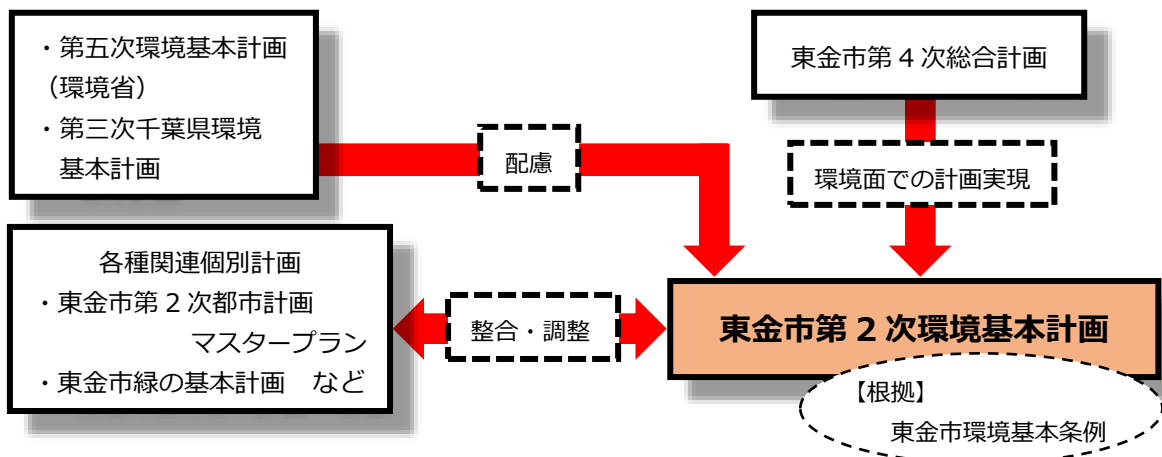 ・第五次環境基本計画
（環境省）
・第三次千葉県環境
基本計画
配慮
東金市第４次総合計画
環境面での計画実現
各種関連個別計画
・東金市第２次都市計画
マスタープラン
・東金市緑の基本計画　など
整合・調整
東金市第２次環境基本計画
【根拠】
東金市環境基本条例